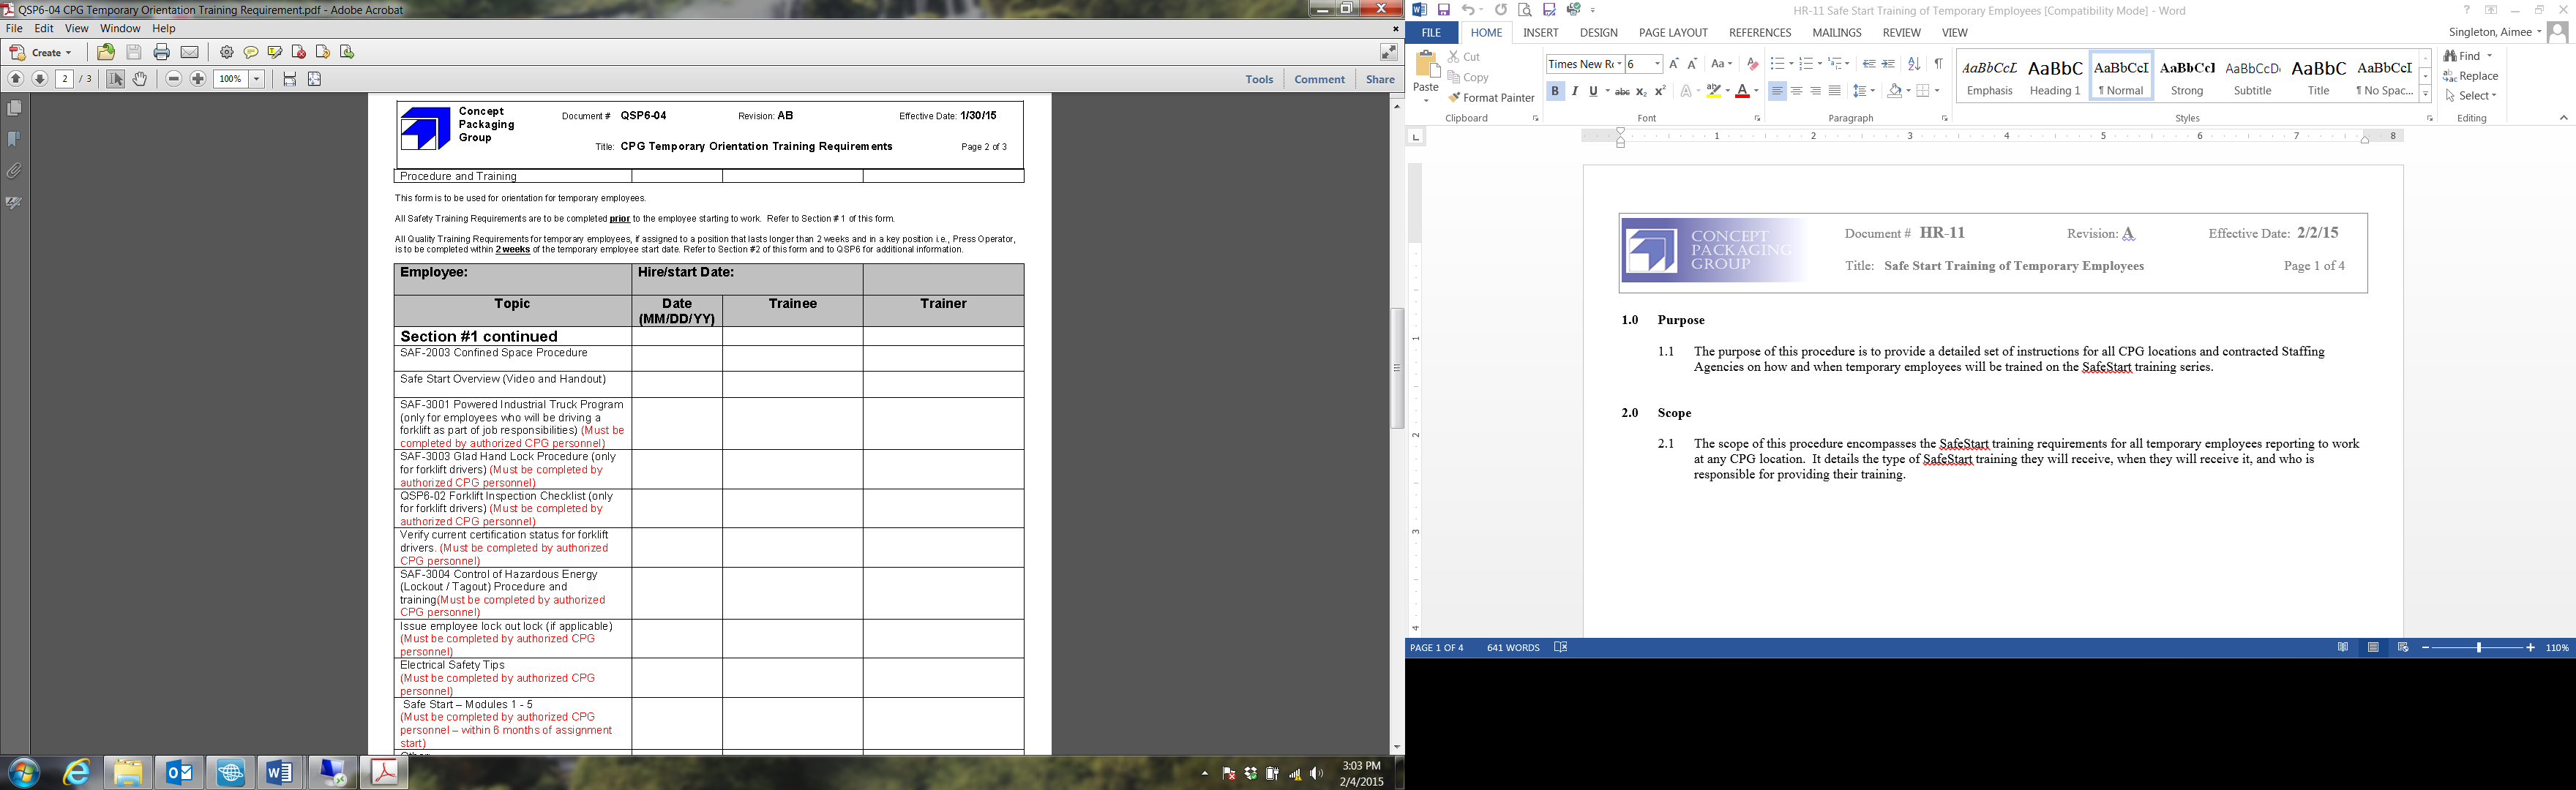 QSP6-04 CPG Temporary Orientation Training Requirement.pdf - Adobe Acrobat
File Edit View Window Help
Create
2 / 3
100%
Tools Comment Share
Concept
Packaging
Group
Document # QSP6-04 Revision: AB Effective Date: 1/30/15
Title: CPG Temporary Orientation Training Requirements Page 2 of 3
Procedure and Training
This form is to be used for orientation for temporary employees.
All Safety Training Requirements are to be completed prior to the employee starting to work. Refer to Section # 1 of this form.
All Quality Training Requirements for temporary employees, if assigned to a position that lasts longer than 2 weeks and in a key position i.e., Press Operator,
is to be completed within 2 weeks of the temporary employee start date. Refer to Section #2 of this form and to QSP6 for additional information.
Employee: Hire/start Date:
Topic Date Trainee Trainer
(MM/DD/YY)
Section #1 continued
SAF-2003 Confined Space Procedure
Safe Start Overview (Video and Handout)
SAF-3001 Powered Industrial Truck Program
(only for employees who will be driving a
forklift as part of job responsibilities) (Must be
completed by authorized CPG personnel)
SAF-3003 Glad Hand Lock Procedure (only
for forklift drivers) (Must be completed by
authorized CPG personnel)
QSP6-02 Forklift Inspection Checklist (only
for forklift drivers) (Must be completed by
authorized CPG personnel)
Verify current certification status for forklift
drivers. (Must be completed by authorized
CPG personnel)
SAF-3004 Control of Hazardous Energy
(Lockout / Tagout) Procedure and
training(Must be completed by authorized
CPG personnel)
Issue employee lock out lock (if applicable)
(Must be completed by authorized CPG
personnel)
Electrical Safety Tips
(Must be completed by authorized CPG
personnel)
Safe Start – Modules 1 - 5
(Must be completed by authorized CPG
personnel – within 6 months of assignment
start)
3:03 PM
2/4/2015
HR-11 Safe Start Training of Temporary Employees [Compatibility Mode] - Word
FILE HOME INSERT DESIGN PAGE LAYOUT REFERENCES MAILINGS REVIEW VIEW
Singleton, Aimee
Paste
Cut
Copy
Format Painter
Clipboard
Times New Ro 6
Aa
B I U abc x₂ x²
Font
Paragraph
AaBbCcL AaBbC AaBbCcI AaBbCcI AaBbCcD AaBbC AaBbCcI
Emphasis Heading 1 ¶ Normal Strong Subtitle Title ¶ No Spac...
Styles
Find
Replace
Select
Editing
1 2 3 4 5 6 7 8
CONCEPT
PACKAGING
GROUP
Document # HR-11 Revision: A Effective Date: 2/2/15
Title: Safe Start Training of Temporary Employees Page 1 of 4
1.0 Purpose
1.1 The purpose of this procedure is to provide a detailed set of instructions for all CPG locations and contracted Staffing
Agencies on how and when temporary employees will be trained on the SafeStart training series.
2.0 Scope
2.1 The scope of this procedure encompasses the SafeStart training requirements for all temporary employees reporting to work
at any CPG location. It details the type of SafeStart training they will receive, when they will receive it, and who is
responsible for providing their training.
1
2
3
4
PAGE 1 OF 4 641 WORDS
110%